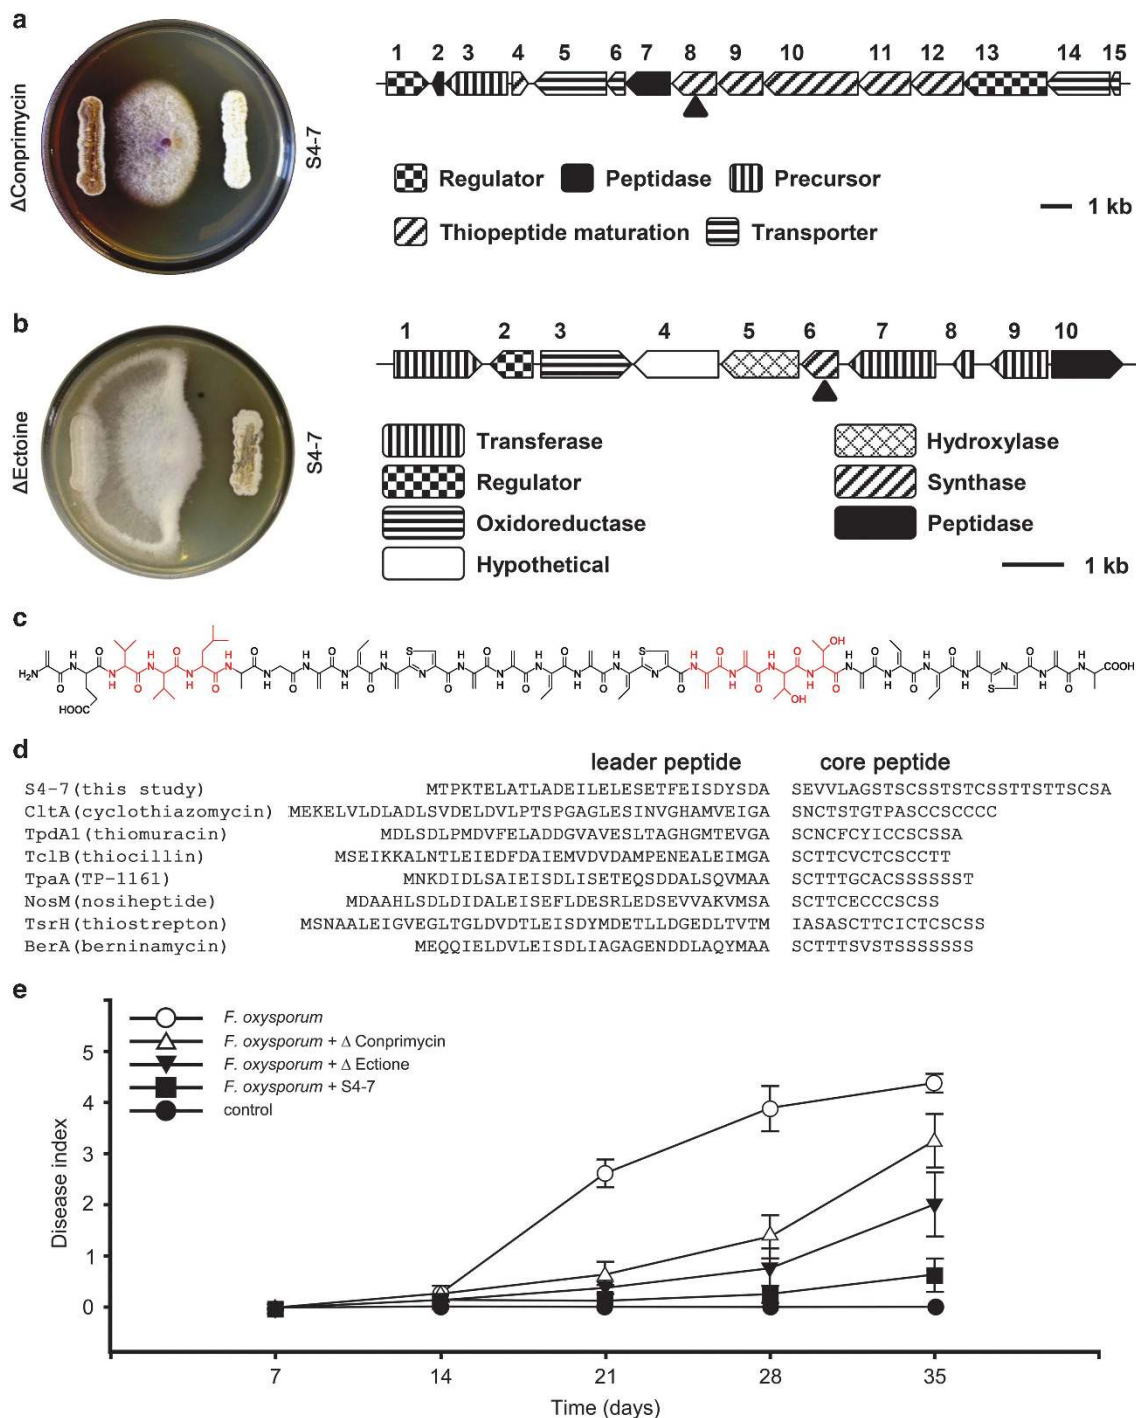 a
ΔConprimycin
S4-7
1 2 3 4 5 6 7 8 9 10 11 12 13 14 15
Regulator Peptidase Precursor
1 kb
Thiopeptide maturation Transporter
b
ΔEctoine
S4-7
1 2 3 4 5 6 7 8 9 10
Transferase Hydroxylase
Regulator Synthase
Oxidoreductase Peptidase
Hypothetical 1 kb
c
d
leader peptide core peptide
S4-7(this study) MTPKTELATLADEILELESETFEISDYSDA SEVVLAGSTSCSSTSTCSSTTSTTSCSA
CltA(cyclothiazomycin) MEKELVLDLADLSVDELDVLPTSPGAGLESINVGHAMVEIGA SNCTSTGTPASCCSCCCC
TpdA1(thiomuracin) MDLSDLPMDVFELADDGVAVESLTAGHGMTEVGA SCNCFCYICCSCSSA
TclB(thiocillin) MSEIKKALNTLEIEDFDAIEMVDVDAMPENEALEIMGA SCTTCVCTCSCCTT
TpaA(TP-1161) MNKDIDLSAIEISDLISETEQSDDALSQVMAA SCTTTGCACSSSSSST
NosM(nosiheptide) MDAAHLSDLDIDALEISEFLDESRLEDSEVVAKVMSA SCTTCECCCSCSS
TsrH(thiostrepton) MSNAALEIGVEGLTGLDVDTLEISDYMDETLLDGEDLTVTM IASASCTTCICTCSCSS
BerA(berninamycin) MEQQIELDVLEISDLIAGAGENDDLAQYMAA SCTTTSVSTSSSSSSS
e
F. oxysporum
F. oxysporum + Δ Conprimycin
F. oxysporum + Δ Ectione
F. oxysporum + S4-7
control
Disease index
5
4
3
2
1
0
7 14 21 28 35
Time (days)